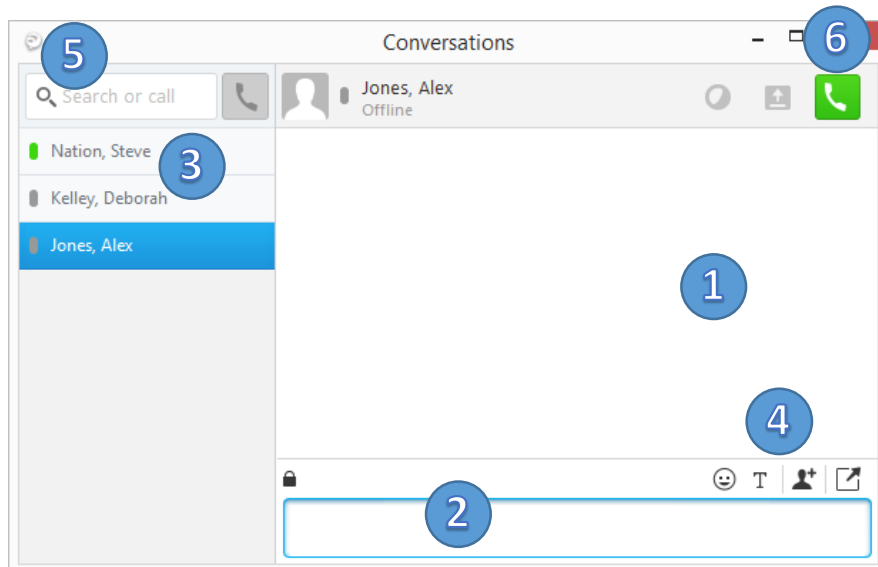 Conversations
5
6
Search or call
Jones, Alex
Offline
Nation, Steve
3
Kelley, Deborah
Jones, Alex
1
4
T
2